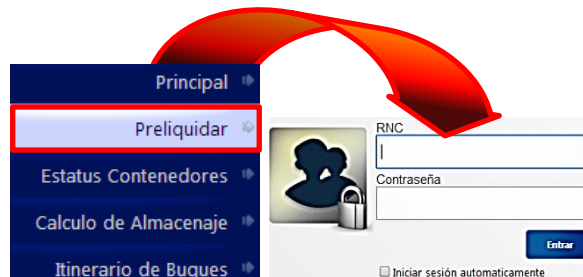 Principal
Preliquidar
Estatus Contenedores
Calculo de Almacenaje
Itinerario de Buques
RNC
Contraseña
Entrar
Iniciar sesión automaticamente